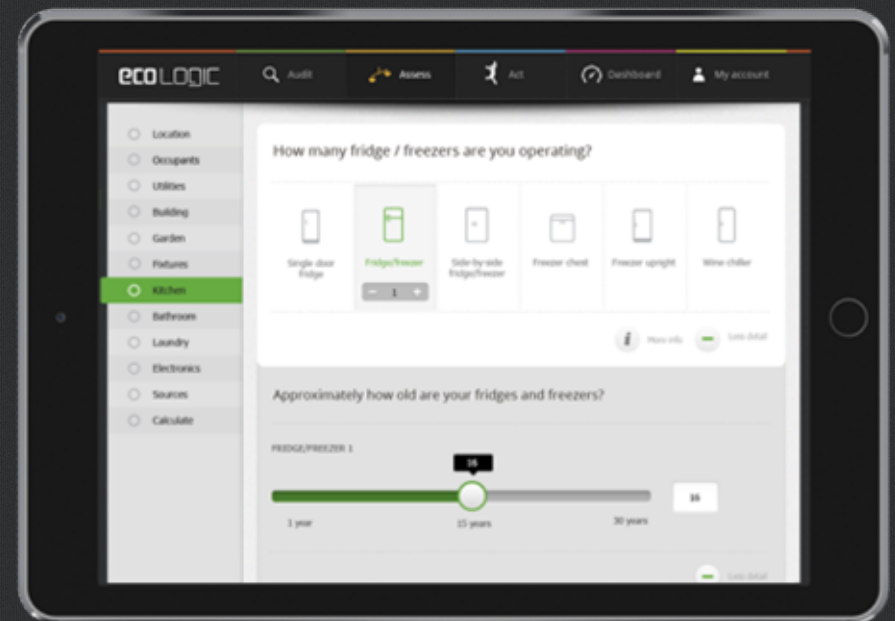 ecoLOGIC
Audit
Assess
Act
Dashboard
My account
Location
Occupants
Utilities
Building
Garden
Fixtures
Kitchen
Bathroom
Laundry
Electronics
Sources
Calculate
How many fridge / freezers are you operating?
Single door
fridge
Fridge/freezer
Side-by-side
fridge/freezer
Freezer chest
Freezer upright
Wine chiller
− 1 +
i More info
Less detail
Approximately how old are your fridges and freezers?
FRIDGE/FREEZER 1
16
16
1 year
15 years
30 years
Less detail